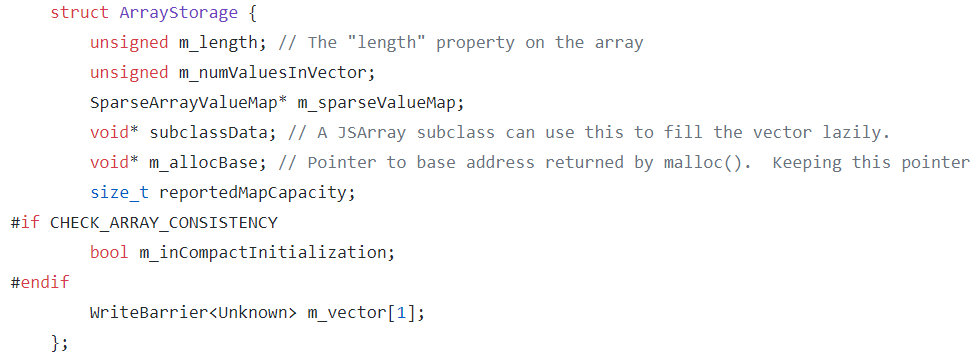 struct ArrayStorage {
unsigned m_length; // The "length" property on the array
unsigned m_numValuesInVector;
SparseArrayValueMap* m_sparseValueMap;
void* subclassData; // A JSArray subclass can use this to fill the vector lazily.
void* m_allocBase; // Pointer to base address returned by malloc().  Keeping this pointer
size_t reportedMapCapacity;
#if CHECK_ARRAY_CONSISTENCY
bool m_inCompactInitialization;
#endif
WriteBarrier<Unknown> m_vector[1];
};